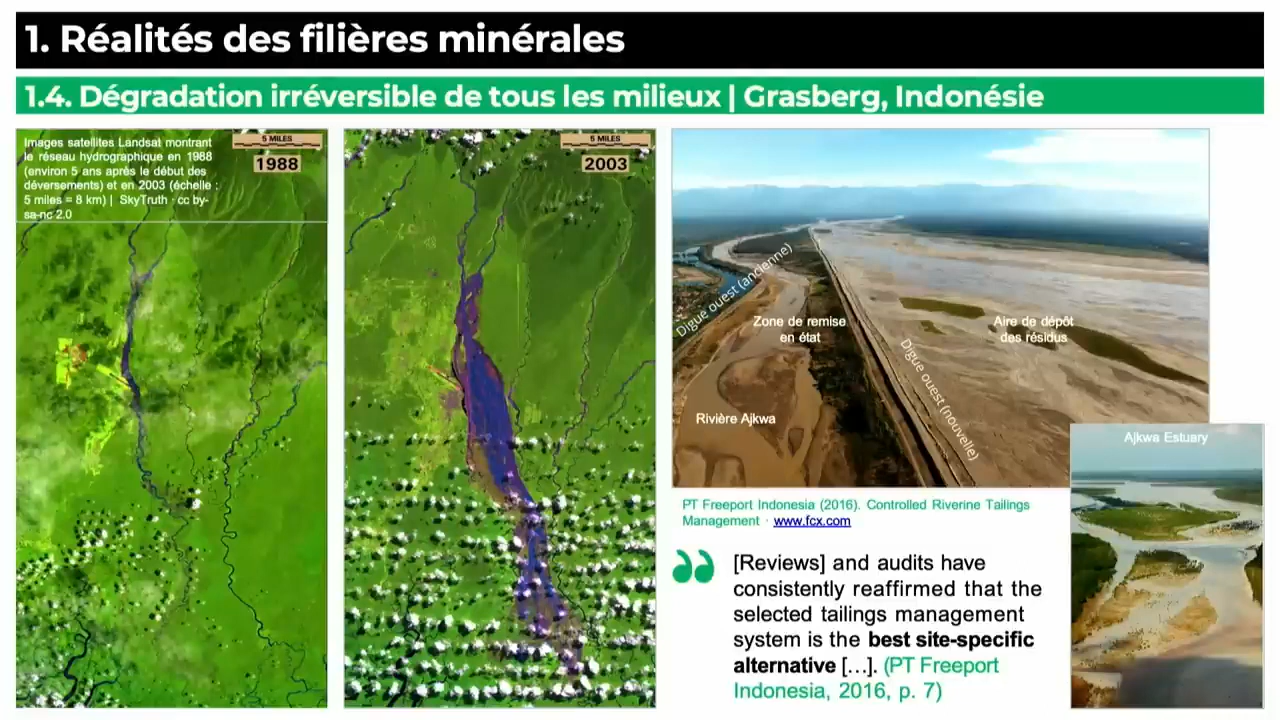 1. Réalités des filières minérales
1.4. Dégradation irréversible de tous les milieux | Grasberg, Indonésie
Images satellites Landsat montrant
le réseau hydrographique en 1988
(environ 5 ans après le début des
déversements) et en 2003 (échelle :
5 miles = 8 km) | SkyTruth · cc by-
sa-nc 2.0
5 MILES
1988
5 MILES
2003
Digue ouest (ancienne)
Zone de remise
en état
Aire de dépôt
des résidus
Digue ouest (nouvelle)
Rivière Ajkwa
Ajkwa Estuary
PT Freeport Indonesia (2016). Controlled Riverine Tailings
Management · www.fcx.com
[Reviews] and audits have
consistently reaffirmed that the
selected tailings management
system is the best site-specific
alternative [...]. (PT Freeport
Indonesia, 2016, p. 7)